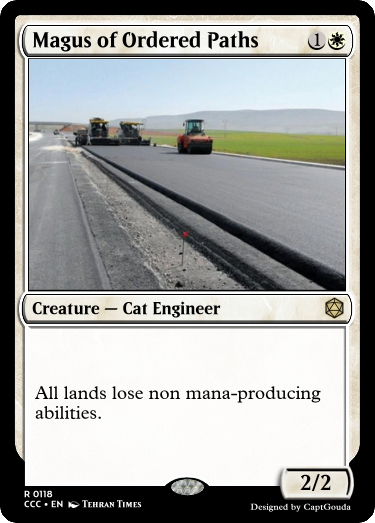 Magus of Ordered Paths 1
Creature — Cat Engineer
All lands lose non mana-producing
abilities.
2/2
R 0118
CCC • EN TEHRAN TIMES
Designed by CaptGouda